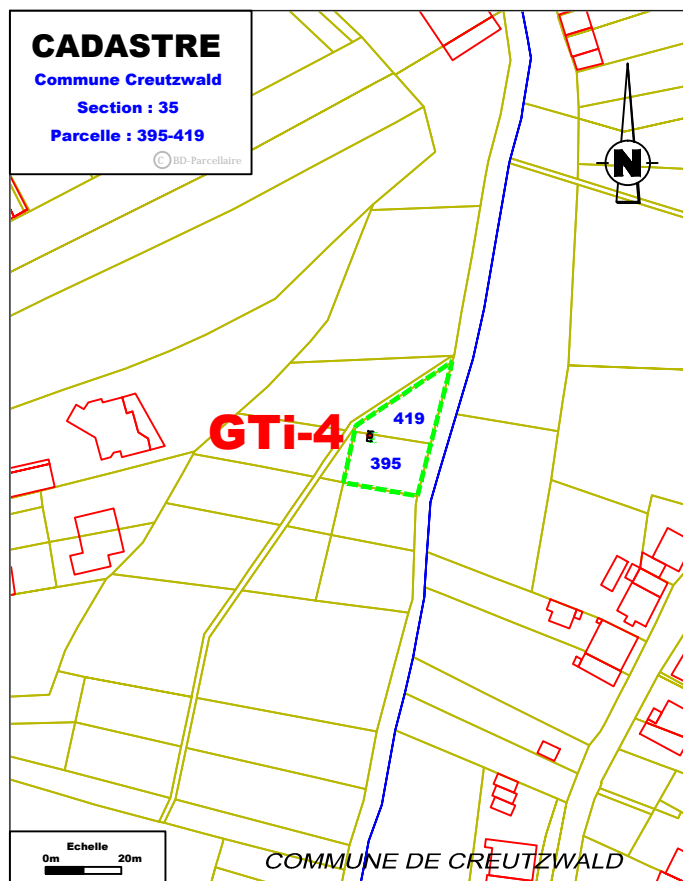 CADASTRE
Commune Creutzwald
Section : 35
Parcelle : 395-419
C BD-Parcellaire
N
419
GTi-4
395
Echelle
0m 20m
COMMUNE DE CREUTZWALD